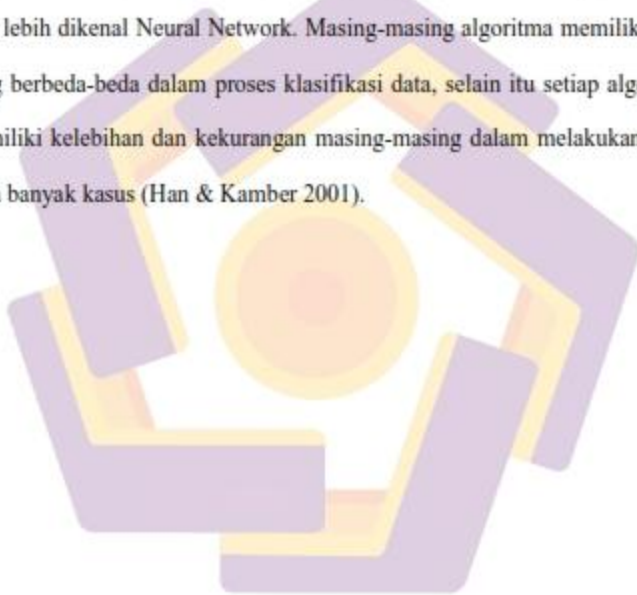 lebih dikenal Neural Network. Masing-masing algoritma memilik
berbeda-beda dalam proses klasifikasi data, selain itu setiap alg
niliki kelebihan dan kekurangan masing-masing dalam melakukan
banyak kasus (Han & Kamber 2001).